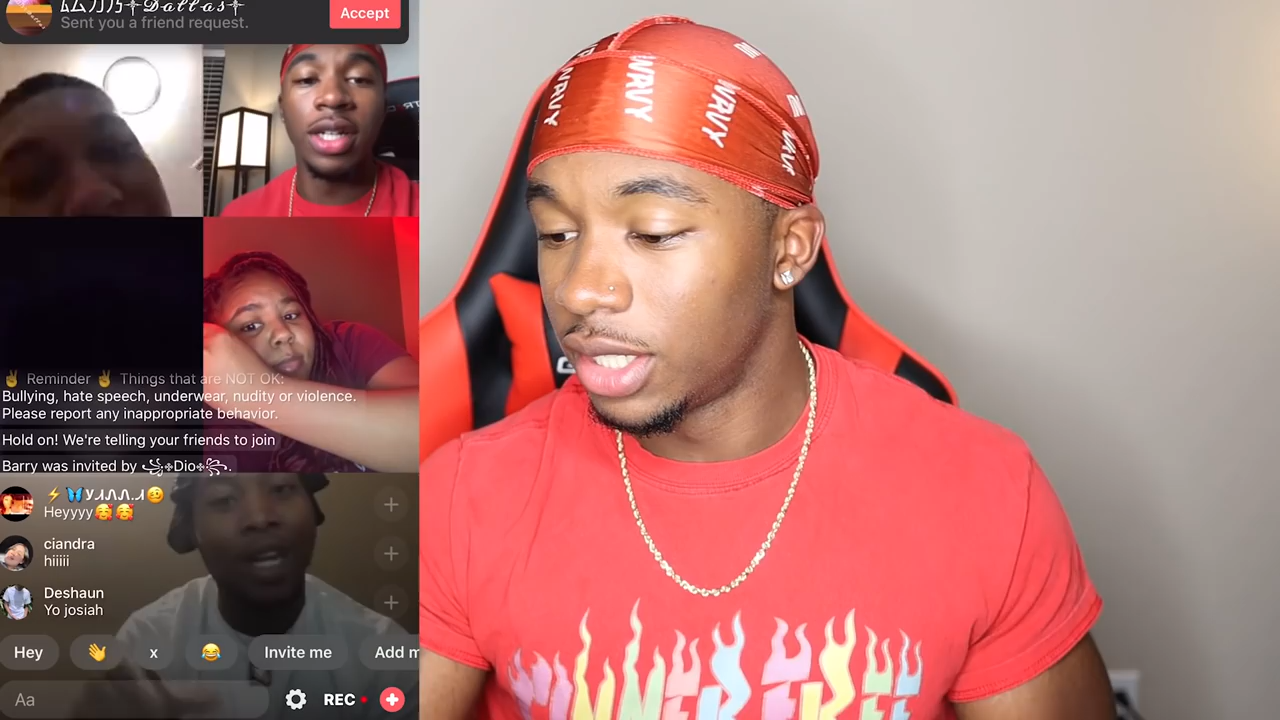 Sent you a friend request.
Accept
✌️ Reminder ✌️ Things that are NOT OK:
Bullying, hate speech, underwear, nudity or violence.
Please report any inappropriate behavior.
Hold on! We're telling your friends to join
Barry was invited by ꧁༺Dio༻꧂.
Heyyyy🥰🥰
ciandra
hiiiii
Deshaun
Yo josiah
Hey
👋
x
😂
Invite me
Add m
Aa
REC
WAVY
WAVY
WAVY